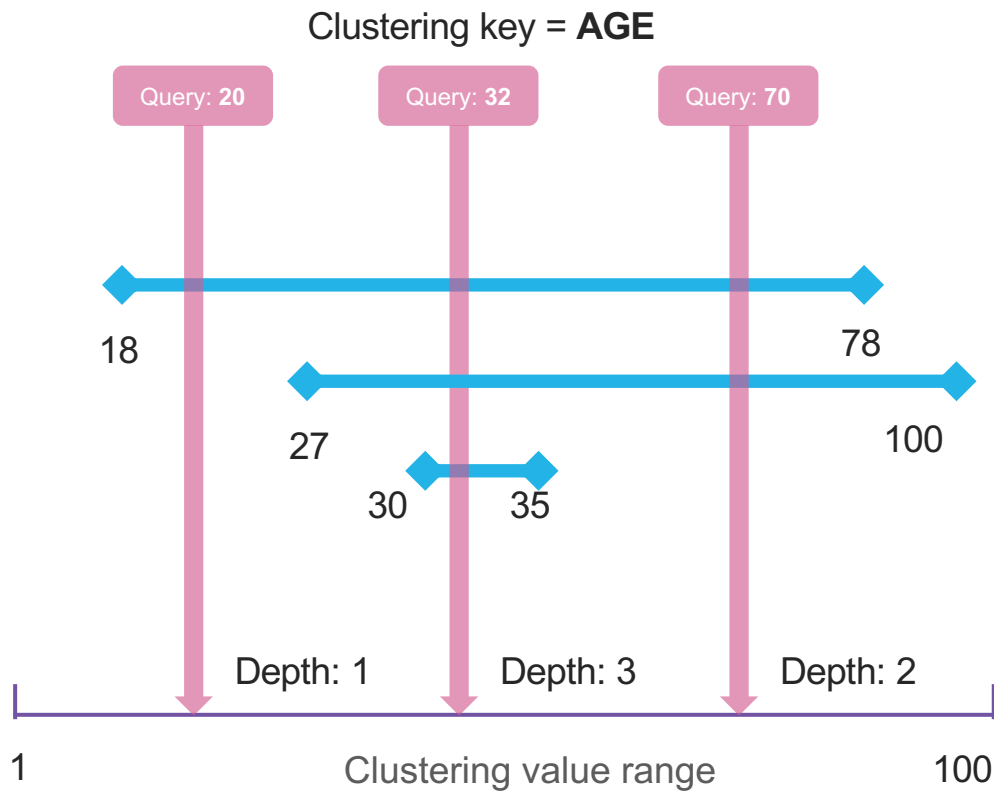 Clustering key = AGE
Query: 20
Query: 32
Query: 70
18
78
27
100
30
35
Depth: 1
Depth: 3
Depth: 2
1
Clustering value range
100